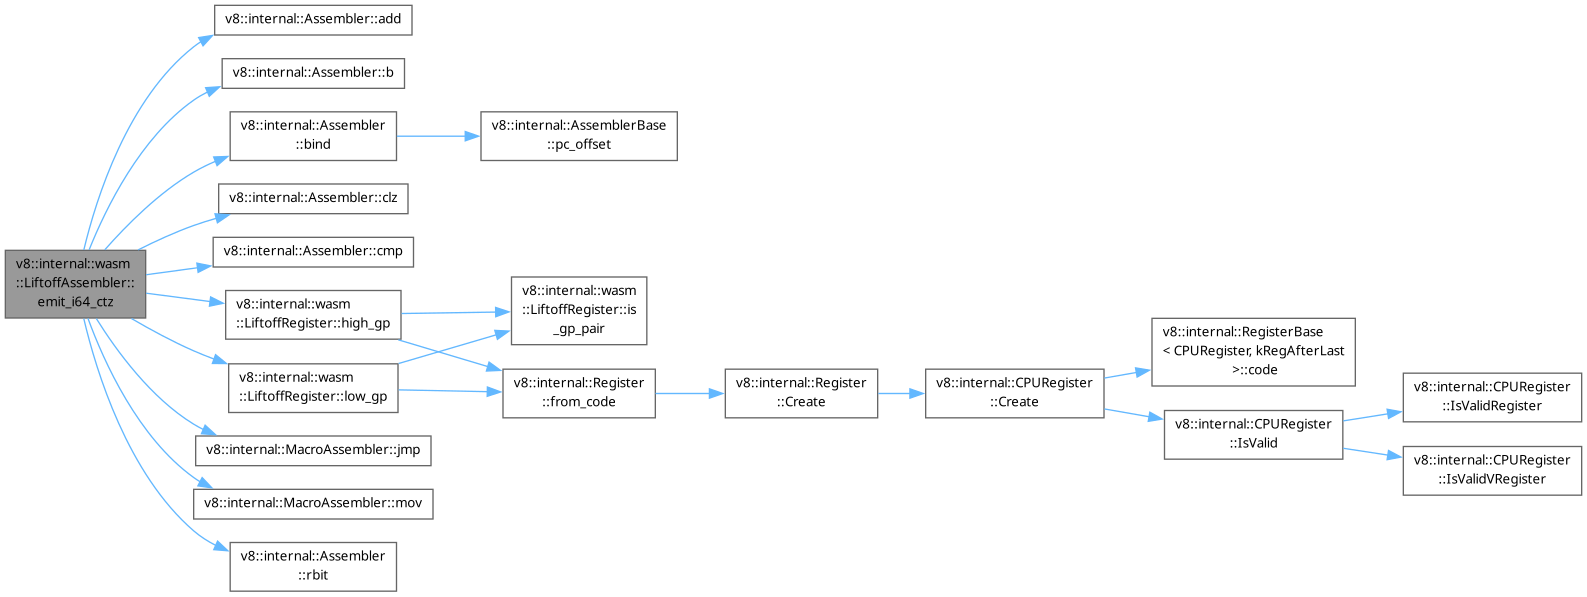 v8::internal::wasm
::LiftoffAssembler::
emit_i64_ctz
v8::internal::Assembler::add
v8::internal::Assembler::b
v8::internal::Assembler
::bind
v8::internal::AssemblerBase
::pc_offset
v8::internal::Assembler::clz
v8::internal::Assembler::cmp
v8::internal::wasm
::LiftoffRegister::high_gp
v8::internal::wasm
::LiftoffRegister::is
_gp_pair
v8::internal::wasm
::LiftoffRegister::low_gp
v8::internal::Register
::from_code
v8::internal::Register
::Create
v8::internal::CPURegister
::Create
v8::internal::RegisterBase
< CPURegister, kRegAfterLast
>::code
v8::internal::CPURegister
::IsValid
v8::internal::CPURegister
::IsValidRegister
v8::internal::CPURegister
::IsValidVRegister
v8::internal::MacroAssembler::jmp
v8::internal::MacroAssembler::mov
v8::internal::Assembler
::rbit